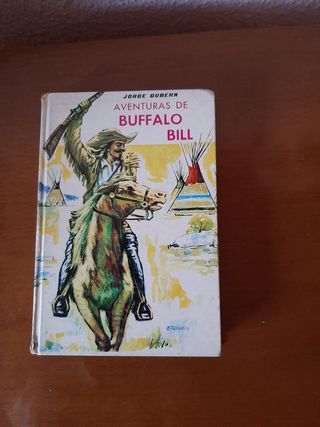 JORGE GUBERN
AVENTURAS DE
BUFFALO
BILL